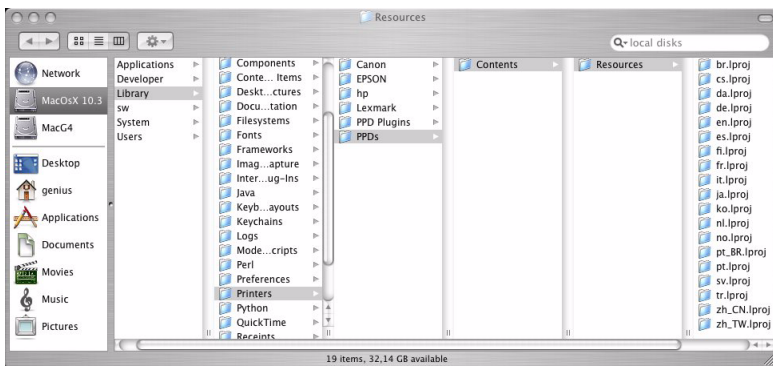 Resources
local disks
Network
MacOsX 10.3
MacG4
Desktop
genius
Applications
Documents
Movies
Music
Pictures
Applications
Developer
Library
sw
System
Users
Components
Conte... Items
Deskt...ctures
Docu...tation
Filesystems
Fonts
Frameworks
Imag...apture
Inter...ug-Ins
Java
Keyb...ayouts
Keychains
Logs
Mode...cripts
Perl
Preferences
Printers
Python
QuickTime
Receipts
Canon
EPSON
hp
Lexmark
PPD Plugins
PPDs
Contents
Resources
br.lproj
cs.lproj
da.lproj
de.lproj
en.lproj
es.lproj
fi.lproj
fr.lproj
it.lproj
ja.lproj
ko.lproj
nl.lproj
no.lproj
pt_BR.lproj
pt.lproj
sv.lproj
tr.lproj
zh_CN.lproj
zh_TW.lproj
19 items, 32,14 GB available